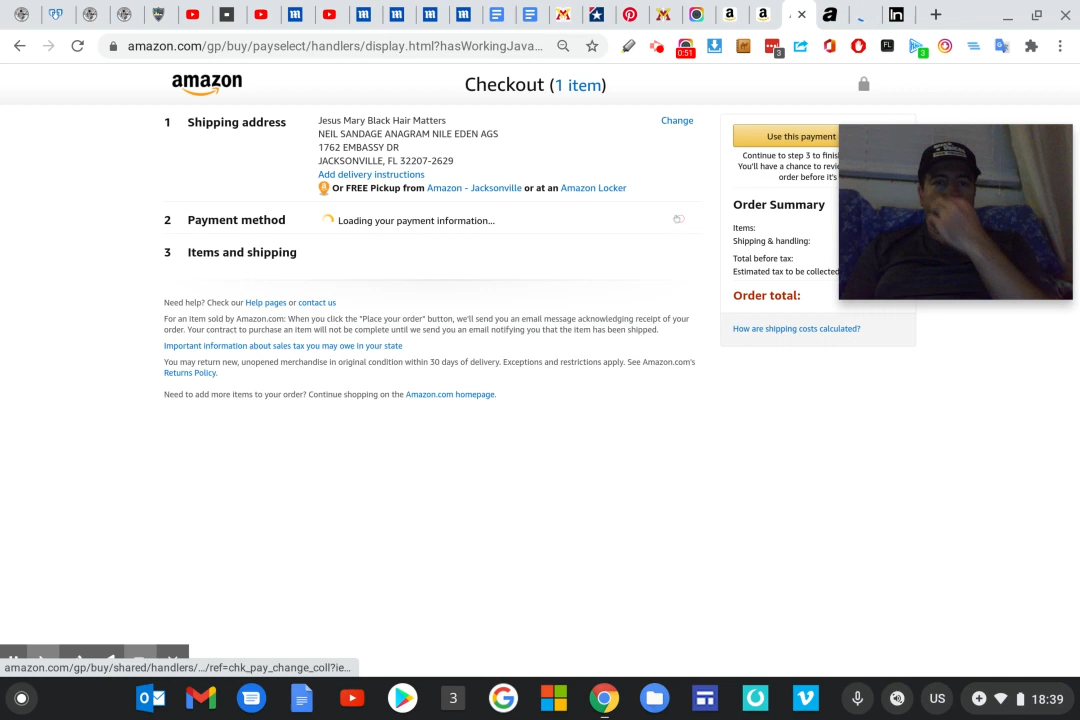 amazon.com/gp/buy/payselect/handlers/display.html?hasWorkingJava...
0:51
3
FL
3
amazon
Checkout (1 item)
1 Shipping address
Jesus Mary Black Hair Matters
NEIL SANDAGE ANAGRAM NILE EDEN AGS
1762 EMBASSY DR
JACKSONVILLE, FL 32207-2629
Add delivery instructions
Or FREE Pickup from Amazon - Jacksonville or at an Amazon Locker
Change
2 Payment method
Loading your payment information...
3 Items and shipping
Use this payment
Continue to step 3 to finis
You'll have a chance to revi
order before it's
Order Summary
Items:
Shipping & handling:
Total before tax:
Estimated tax to be collected
Order total:
How are shipping costs calculated?
Need help? Check our Help pages or contact us
For an item sold by Amazon.com: When you click the "Place your order" button, we'll send you an email message acknowledging receipt of your
order. Your contract to purchase an item will not be complete until we send you an email notifying you that the item has been shipped.
Important information about sales tax you may owe in your state
You may return new, unopened merchandise in original condition within 30 days of delivery. Exceptions and restrictions apply. See Amazon.com's
Returns Policy.
Need to add more items to your order? Continue shopping on the Amazon.com homepage.
amazon.com/gp/buy/shared/handlers/.../ref=chk_pay_change_coll?ie...
3
US
18:39